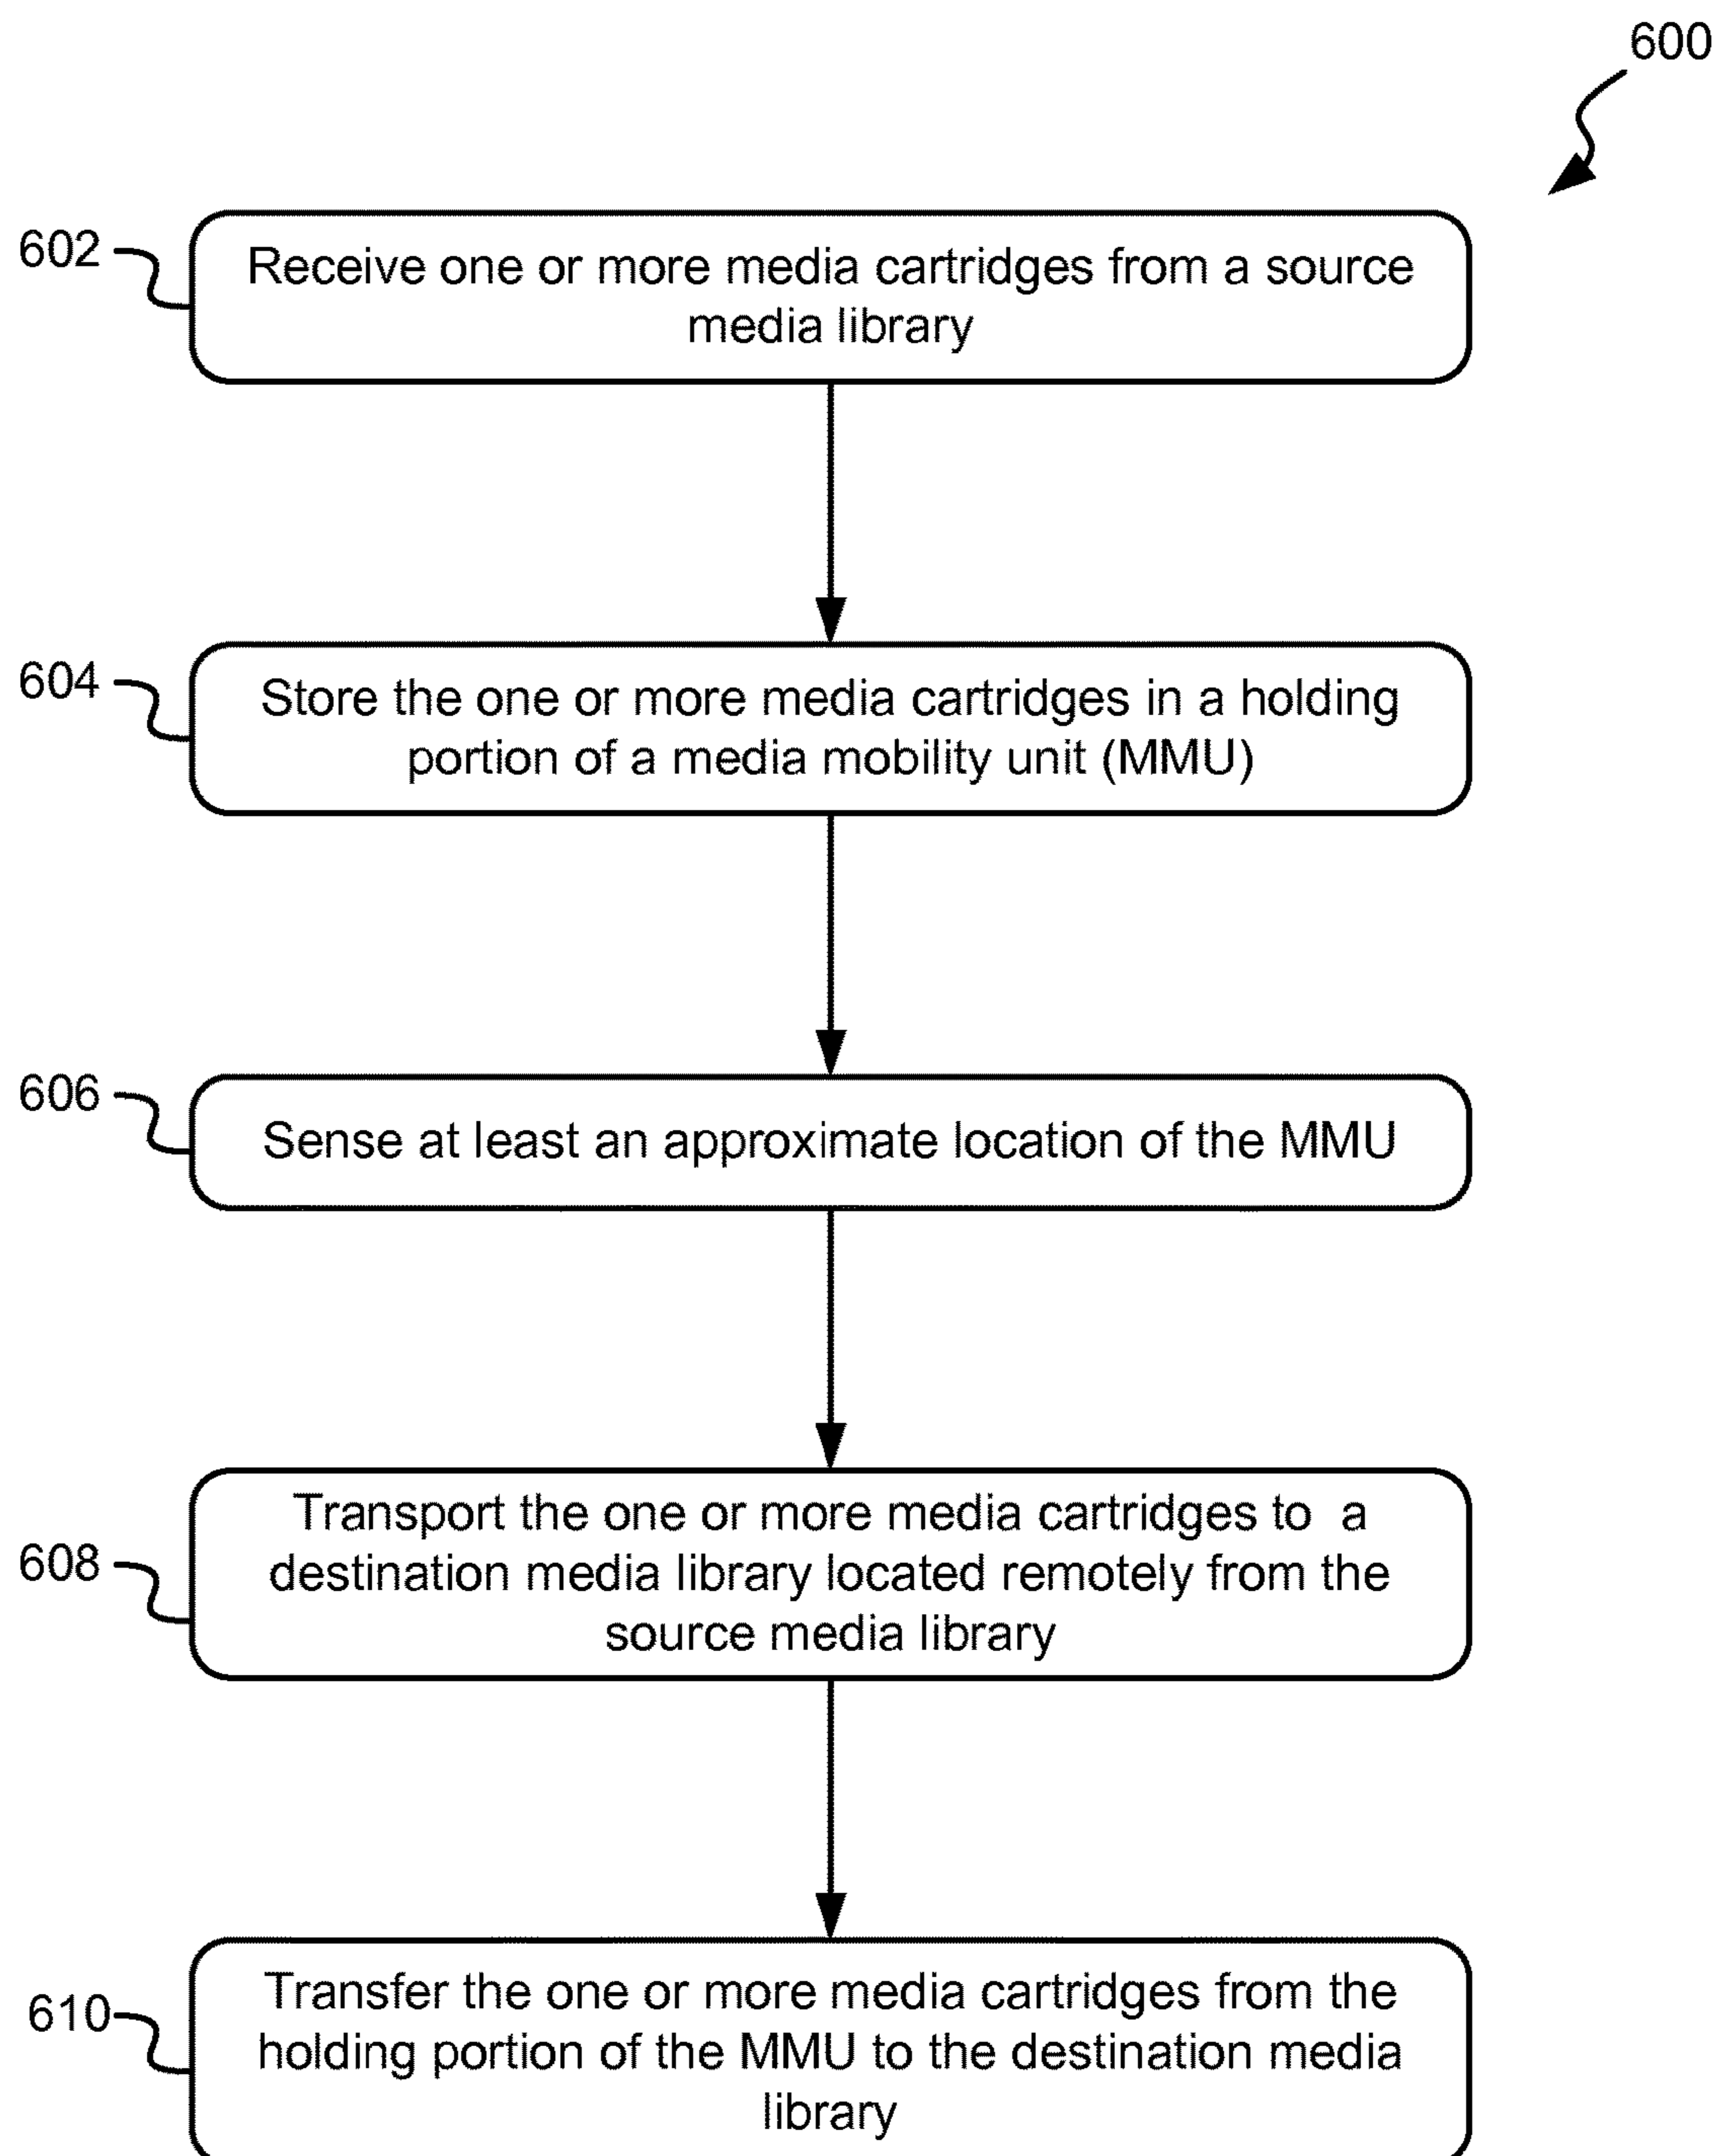 600
602
Receive one or more media cartridges from a source
media library
604
Store the one or more media cartridges in a holding
portion of a media mobility unit (MMU)
606
Sense at least an approximate location of the MMU
608
Transport the one or more media cartridges to a
destination media library located remotely from the
source media library
610
Transfer the one or more media cartridges from the
holding portion of the MMU to the destination media
library